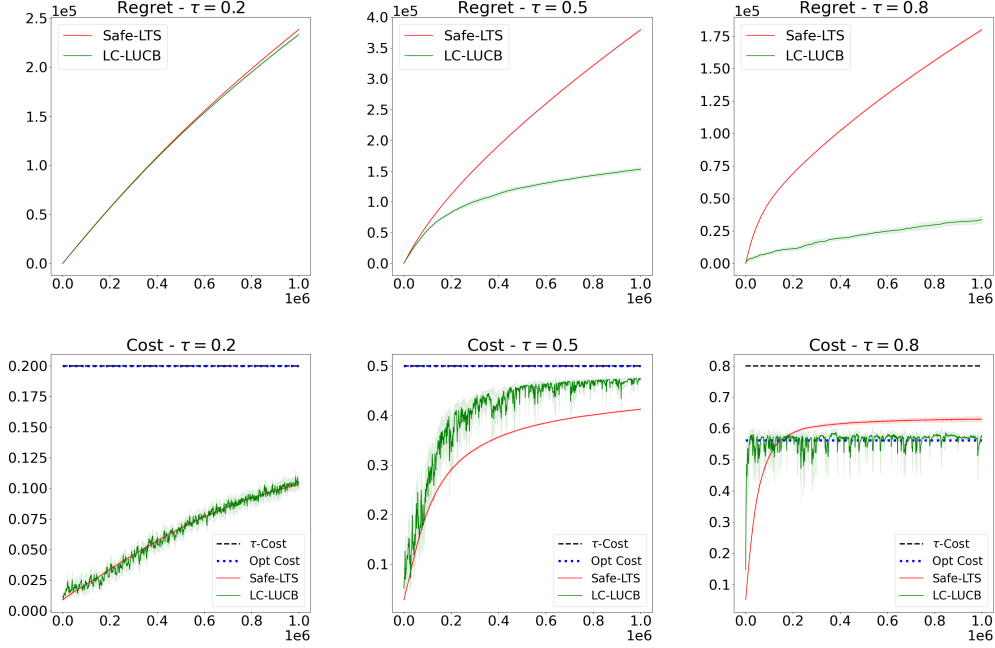 Regret - τ = 0.2
1e5
2.5
2.0
1.5
1.0
0.5
0.0
Safe-LTS
LC-LUCB
0.0 0.2 0.4 0.6 0.8 1.0
1e6
Regret - τ = 0.5
1e5
4.0
3.5
3.0
2.5
2.0
1.5
1.0
0.5
0.0
Safe-LTS
LC-LUCB
0.0 0.2 0.4 0.6 0.8 1.0
1e6
Regret - τ = 0.8
1e5
1.75
1.50
1.25
1.00
0.75
0.50
0.25
0.00
Safe-LTS
LC-LUCB
0.0 0.2 0.4 0.6 0.8 1.0
1e6
Cost - τ = 0.2
0.200
0.175
0.150
0.125
0.100
0.075
0.050
0.025
0.000
τ-Cost
Opt Cost
Safe-LTS
LC-LUCB
0.0 0.2 0.4 0.6 0.8 1.0
1e6
Cost - τ = 0.5
0.5
0.4
0.3
0.2
0.1
τ-Cost
Opt Cost
Safe-LTS
LC-LUCB
0.0 0.2 0.4 0.6 0.8 1.0
1e6
Cost - τ = 0.8
0.8
0.7
0.6
0.5
0.4
0.3
0.2
0.1
τ-Cost
Opt Cost
Safe-LTS
LC-LUCB
0.0 0.2 0.4 0.6 0.8 1.0
1e6